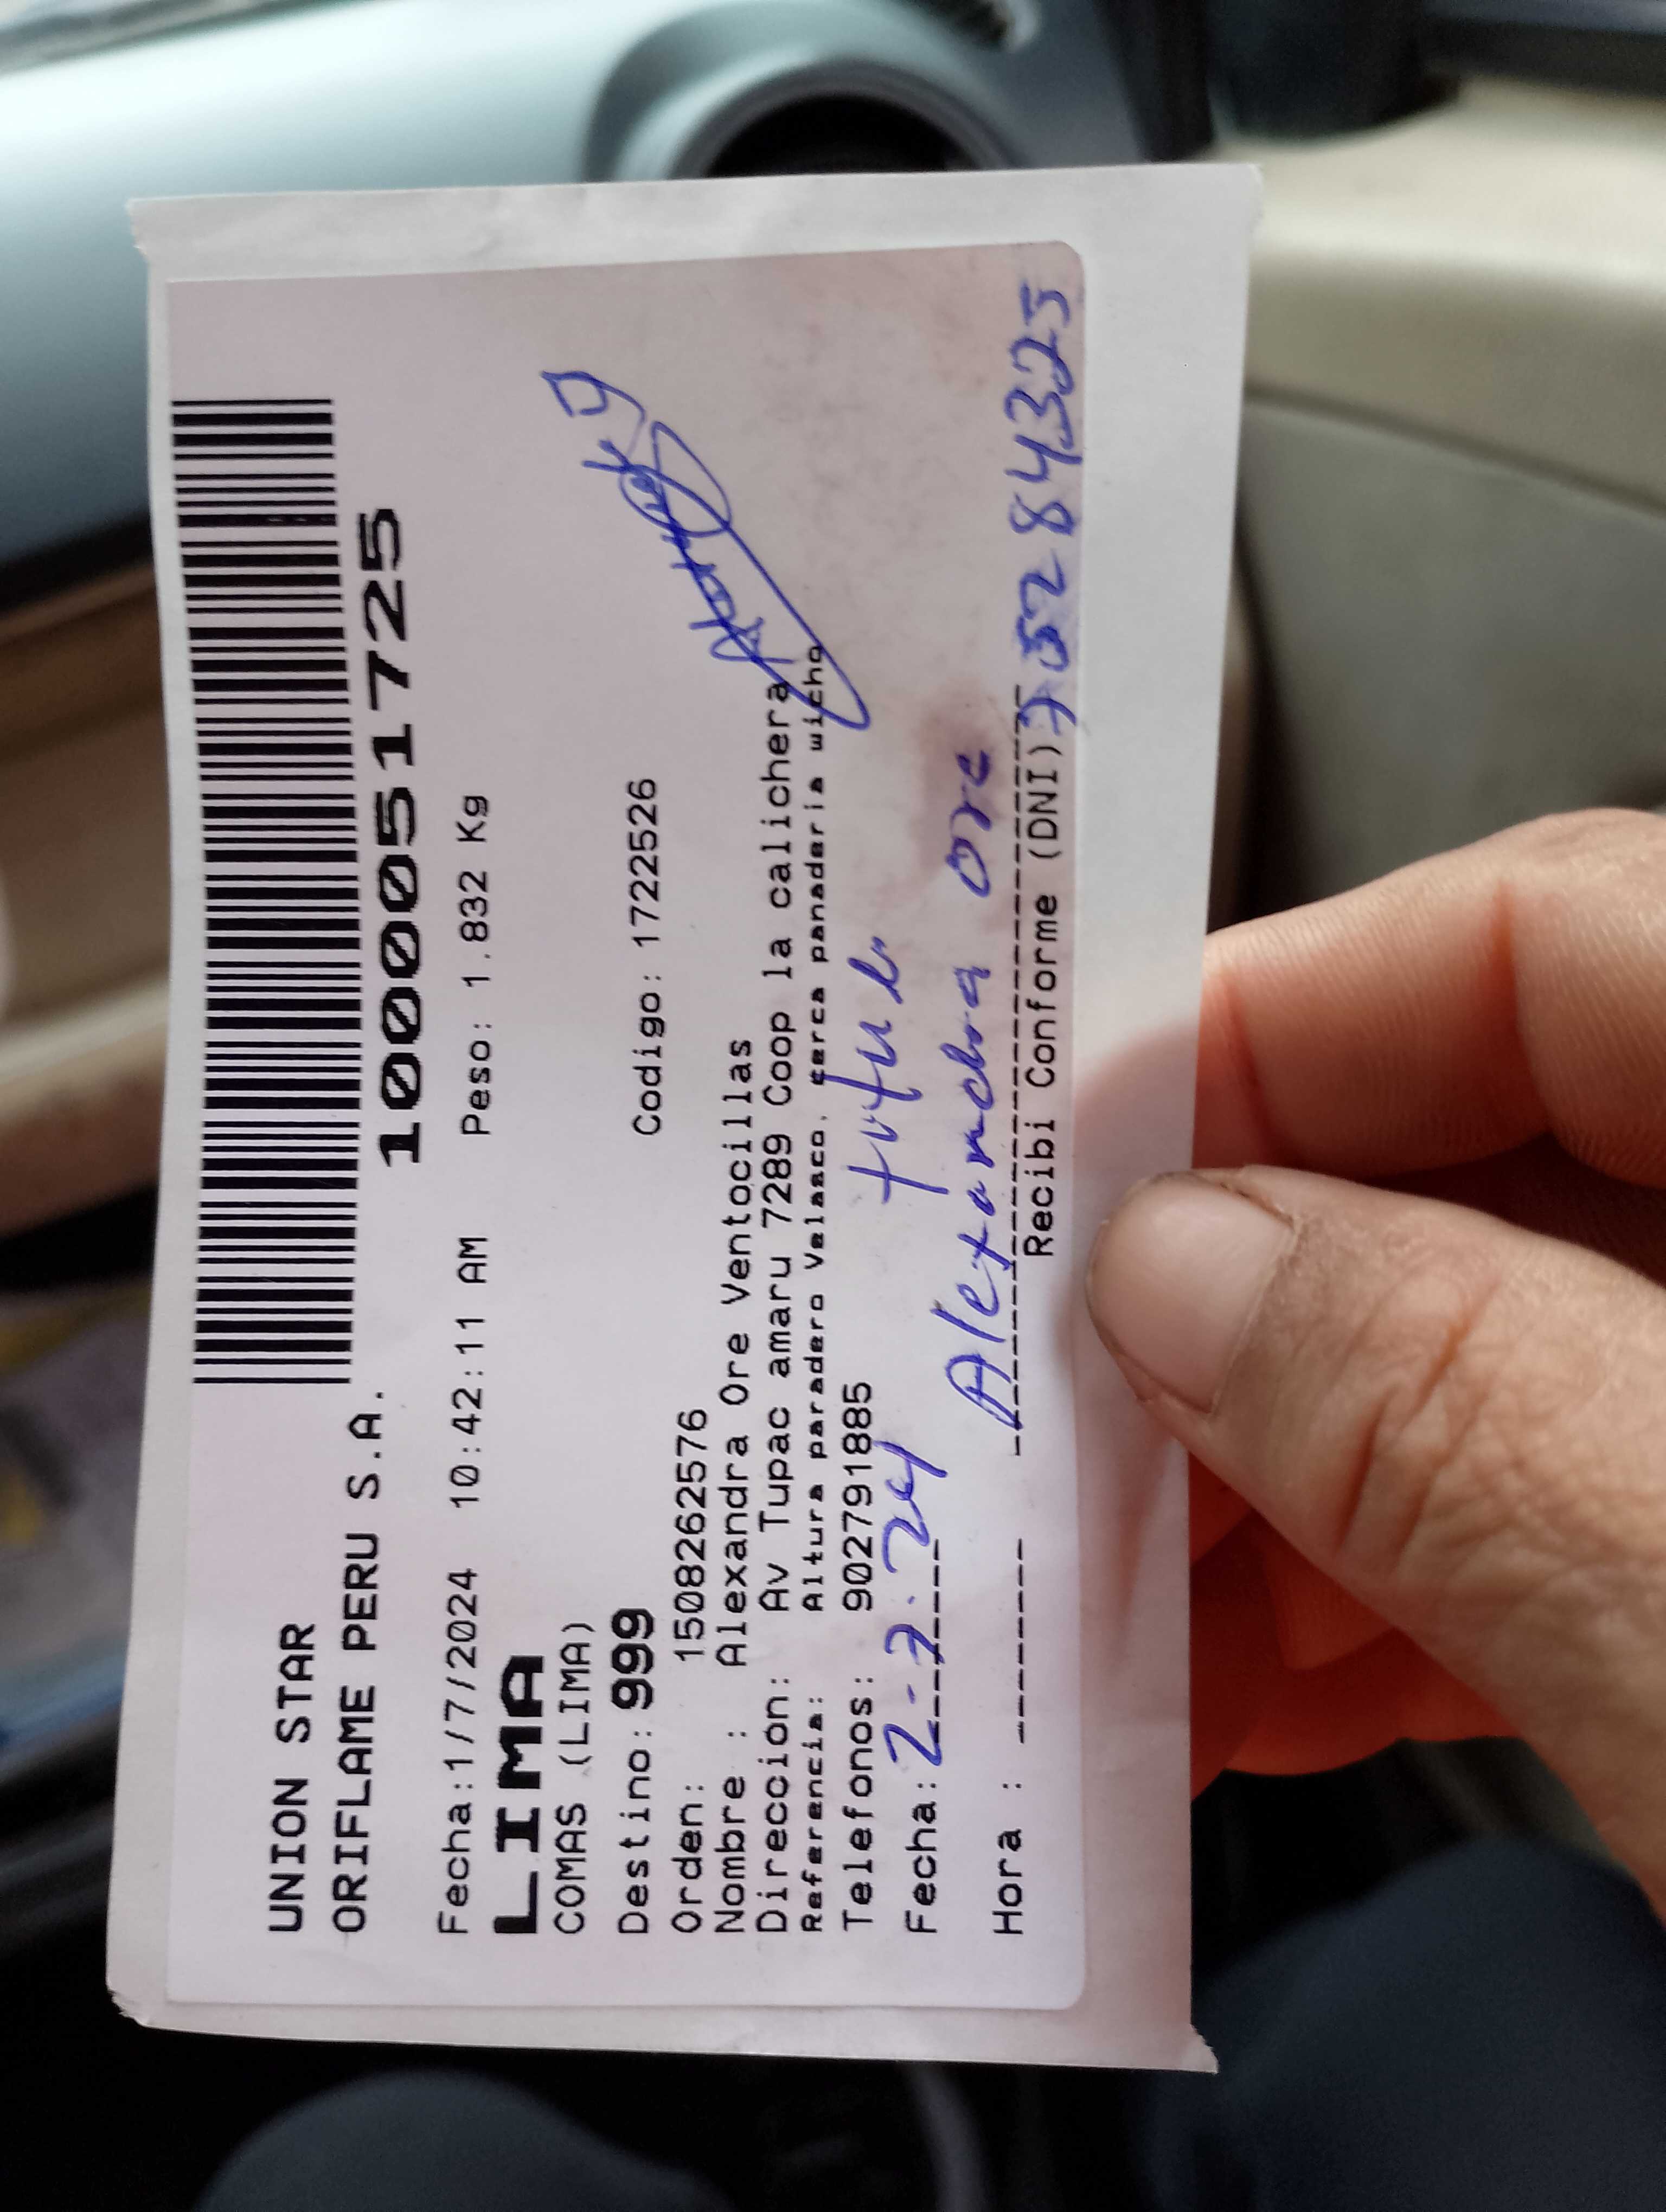 UNION STAR
ORIFLAME PERU S.A.
1000051725
Fecha:1/7/2024 10:42:11 AM Peso: 1.832 Kg
LIMA
COMAS (LIMA)
Destino: 999 Codigo: 1722526
Orden: 1508262576
Nombre : Alexandra Ore Ventocillas
Direccion: Av Tupac amaru 7289 Coop la calichera
Referencia: Altura paradero Velasco, cerca panaderia wicho
Telefonos: 902791885
Fecha: 2-7-24
Alexandra Ore
Hora :
Recibi Conforme (DNI)